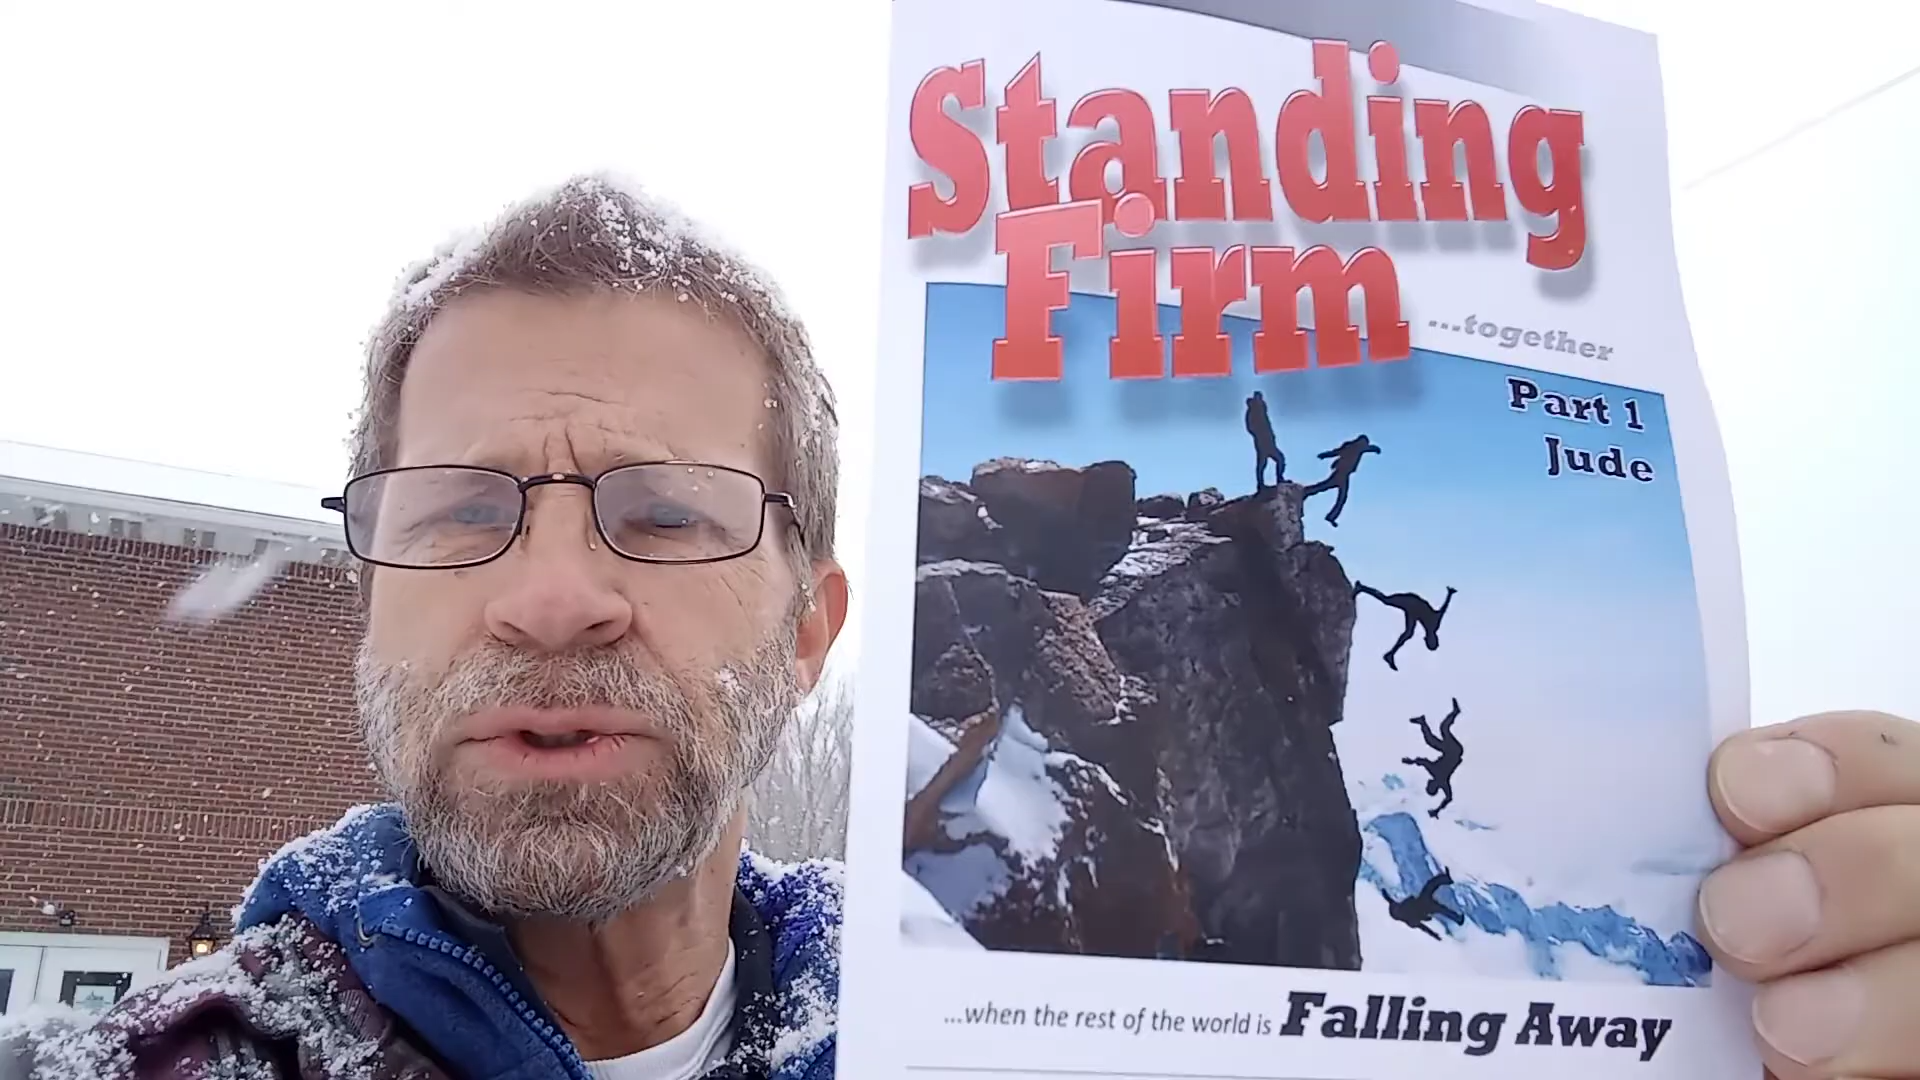 Standing
Firm
...together
Part 1
Jude
...when the rest of the world is Falling Away